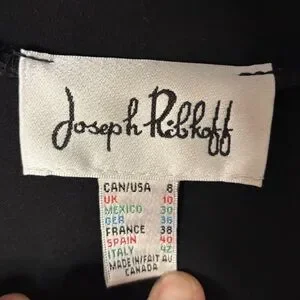 Joseph Ribkoff
CAN/USA 8
UK 10
MEXICO 30
GER 36
FRANCE 38
SPAIN 40
ITALY 42
MADE IN/FAIT AU
CANADA